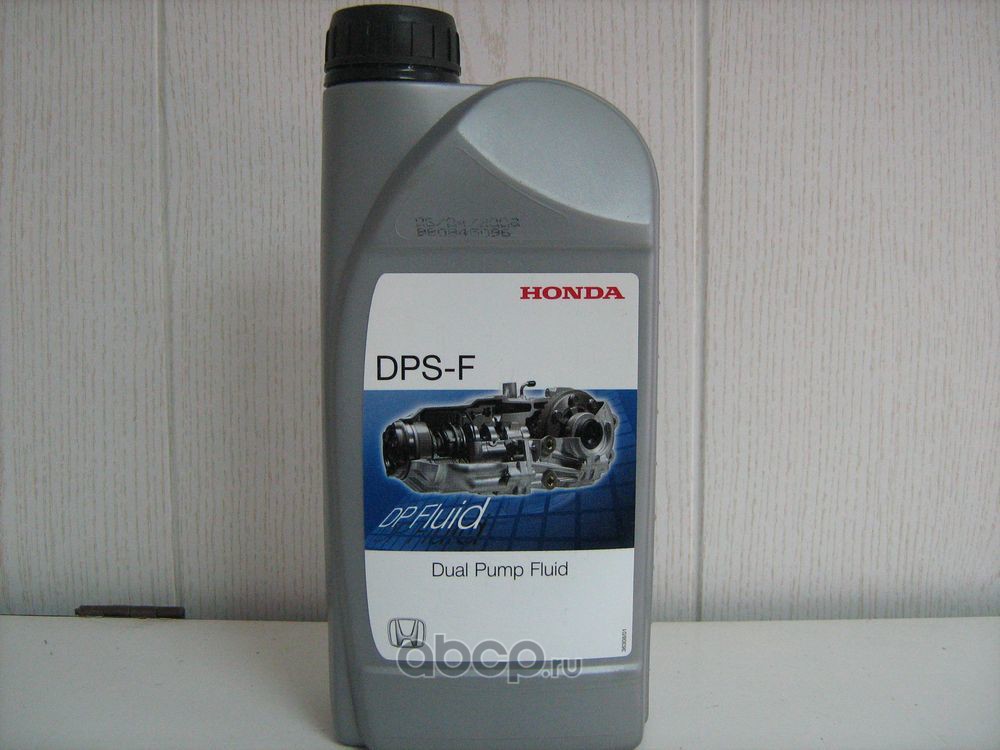 HONDA
DPS-F
DP Fluid
Dual Pump Fluid
abcp.ru